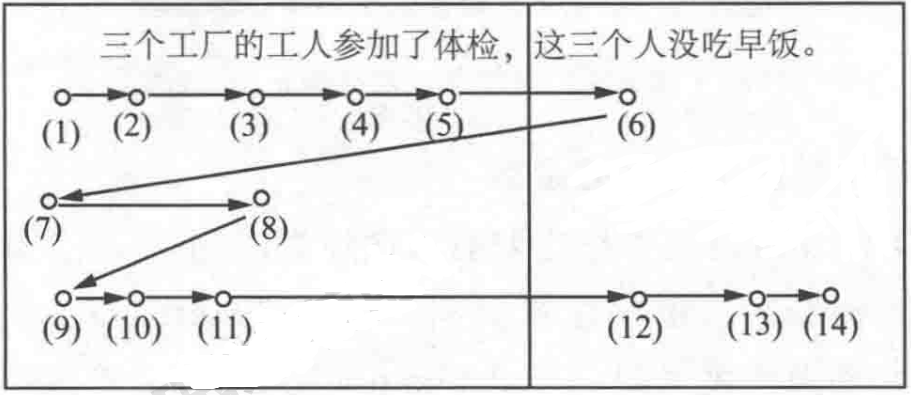 三个工厂的工人参加了体检，这三个人没吃早饭。
(1) (2) (3) (4) (5) (6)
(7) (8)
(9) (10) (11) (12) (13) (14)